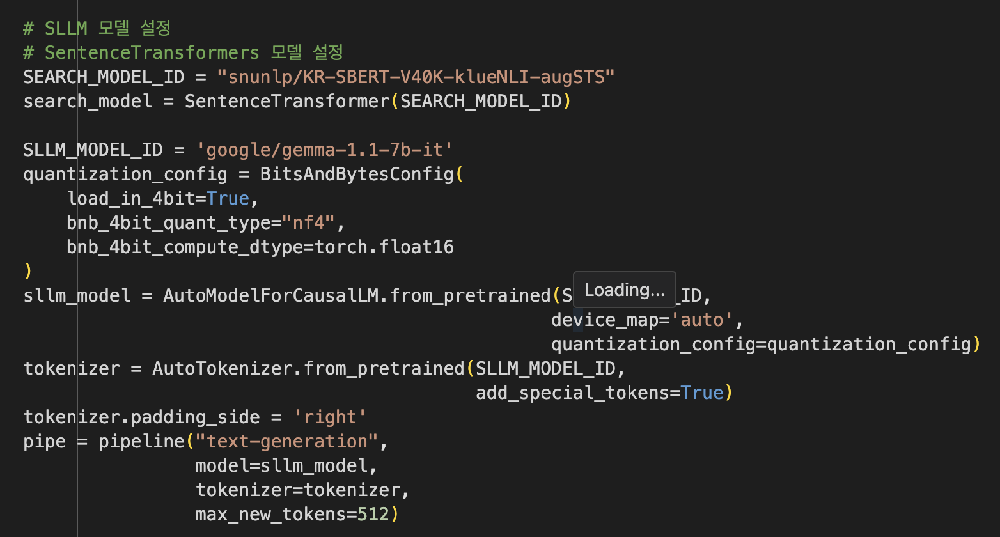 # SLLM 모델 설정
# SentenceTransformers 모델 설정
SEARCH_MODEL_ID = "snunlp/KR-SBERT-V40K-klueNLI-augSTS"
search_model = SentenceTransformer(SEARCH_MODEL_ID)
SLLM_MODEL_ID = 'google/gemma-1.1-7b-it'
quantization_config = BitsAndBytesConfig(
    load_in_4bit=True,
    bnb_4bit_quant_type="nf4",
    bnb_4bit_compute_dtype=torch.float16
)
Loading...
sllm_model = AutoModelForCausalLM.from_pretrained(S _ID,
device_map='auto',
quantization_config=quantization_config)
tokenizer = AutoTokenizer.from_pretrained(SLLM_MODEL_ID,
add_special_tokens=True)
tokenizer.padding_side = 'right'
pipe = pipeline("text-generation",
model=sllm_model,
tokenizer=tokenizer,
max_new_tokens=512)